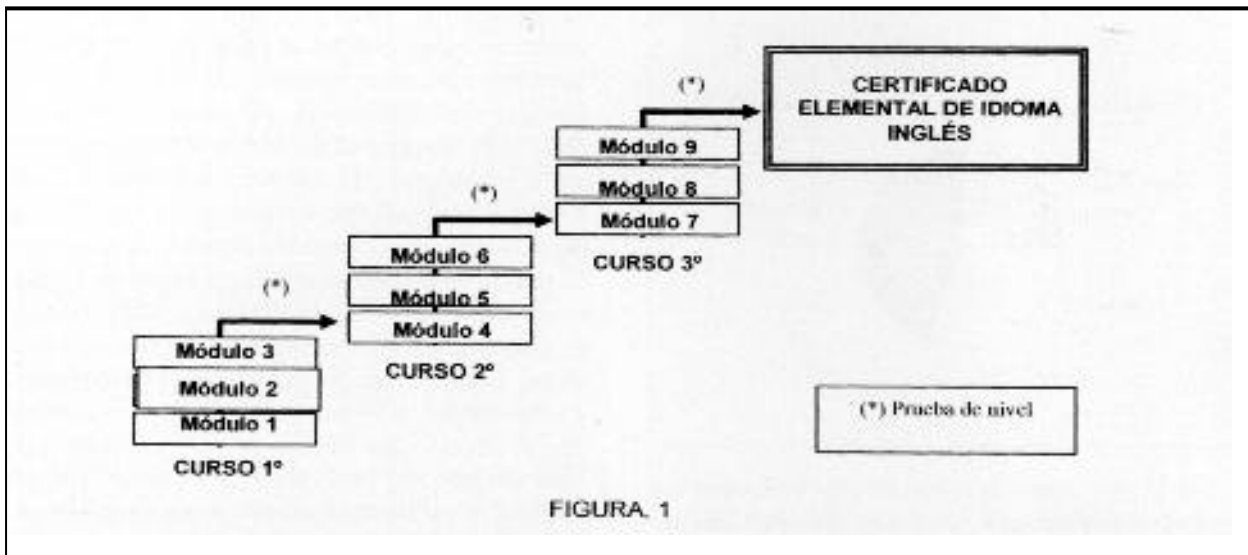 (*)
CERTIFICADO
ELEMENTAL DE IDIOMA
INGLÉS
Módulo 9
Módulo 8
Módulo 7
CURSO 3º
(*)
Módulo 6
Módulo 5
Módulo 4
CURSO 2º
(*)
Módulo 3
Módulo 2
Módulo 1
CURSO 1º
(*) Prueba de nivel
FIGURA. 1